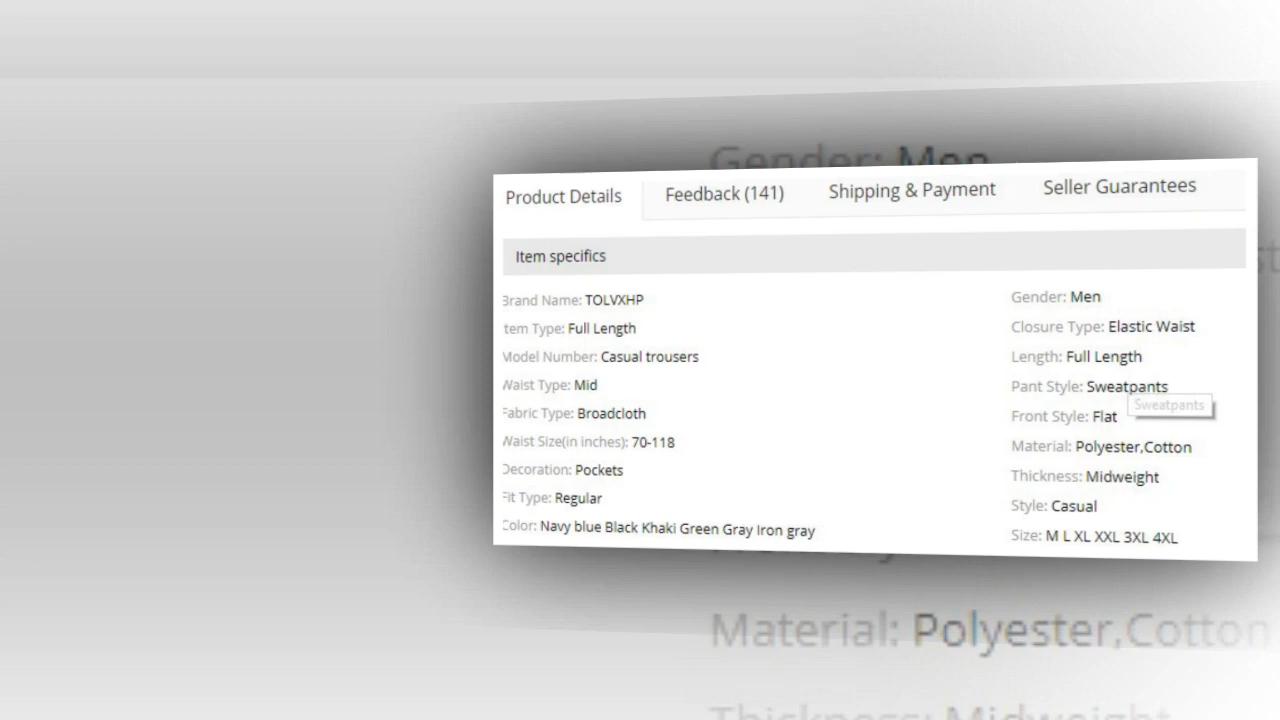 Gender: Men
Product Details Feedback (141) Shipping & Payment Seller Guarantees
Item specifics
Brand Name: TOLVXHP
Item Type: Full Length
Model Number: Casual trousers
Waist Type: Mid
Fabric Type: Broadcloth
Waist Size(in inches): 70-118
Decoration: Pockets
Fit Type: Regular
Color: Navy blue Black Khaki Green Gray Iron gray
Gender: Men
Closure Type: Elastic Waist
Length: Full Length
Pant Style: Sweatpants
Sweatpants
Front Style: Flat
Material: Polyester,Cotton
Thickness: Midweight
Style: Casual
Size: M L XL XXL 3XL 4XL
Material: Polyester,Cotton
Thickness: Midweight